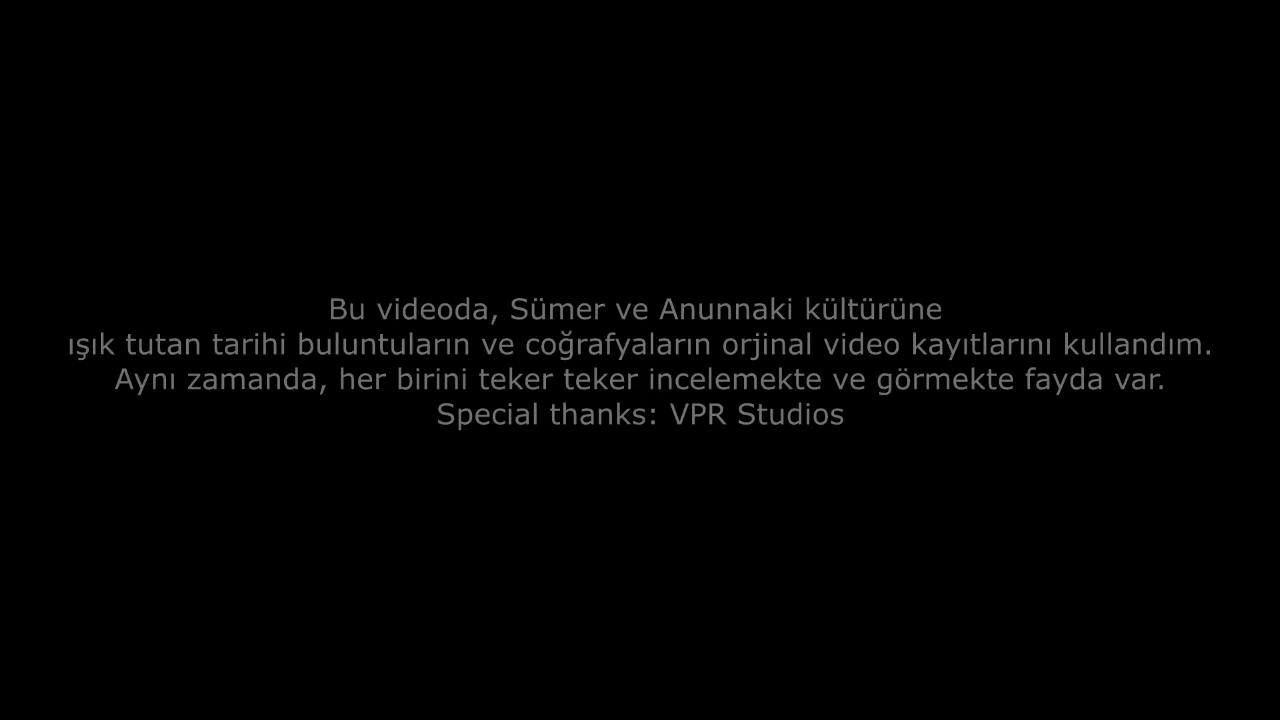 Bu videoda, Sümer ve Anunnaki kültürüne
ışık tutan tarihi buluntuların ve coğrafyaların orjinal video kayıtlarını kullandım.
Aynı zamanda, her birini teker teker incelemekte ve görmekte fayda var.
Special thanks: VPR Studios